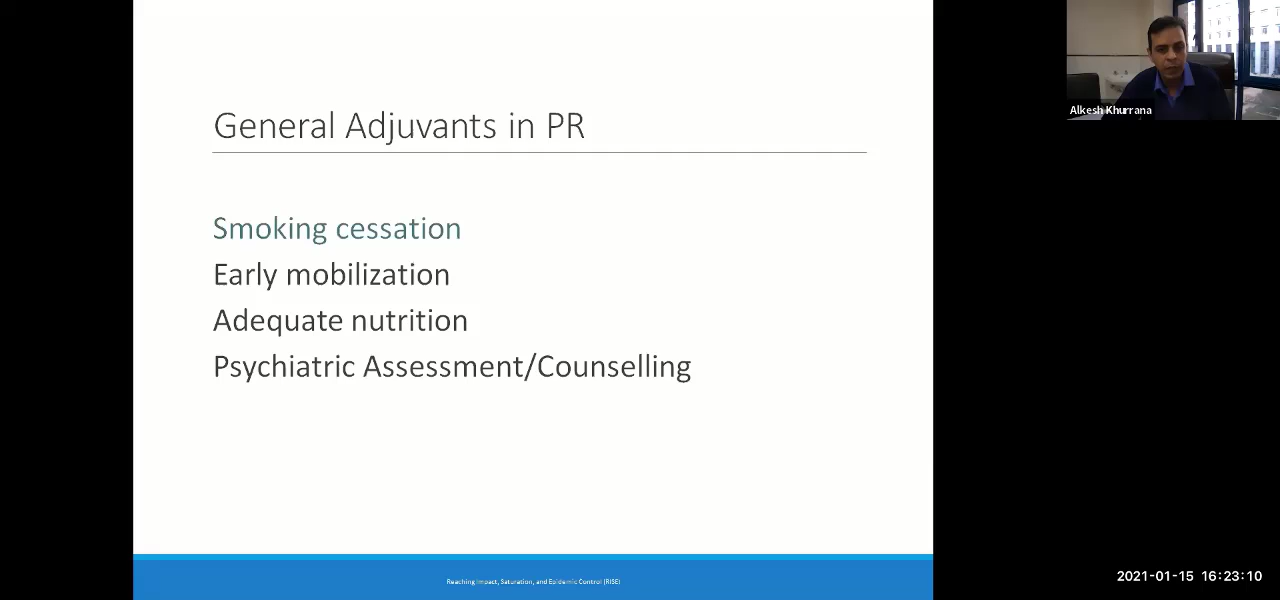 General Adjuvants in PR
Smoking cessation
Early mobilization
Adequate nutrition
Psychiatric Assessment/Counselling
Reaching Impact, Saturation, and Epidemic Control (RISE)
Alkesh Khurrana
2021-01-15 16:23:10